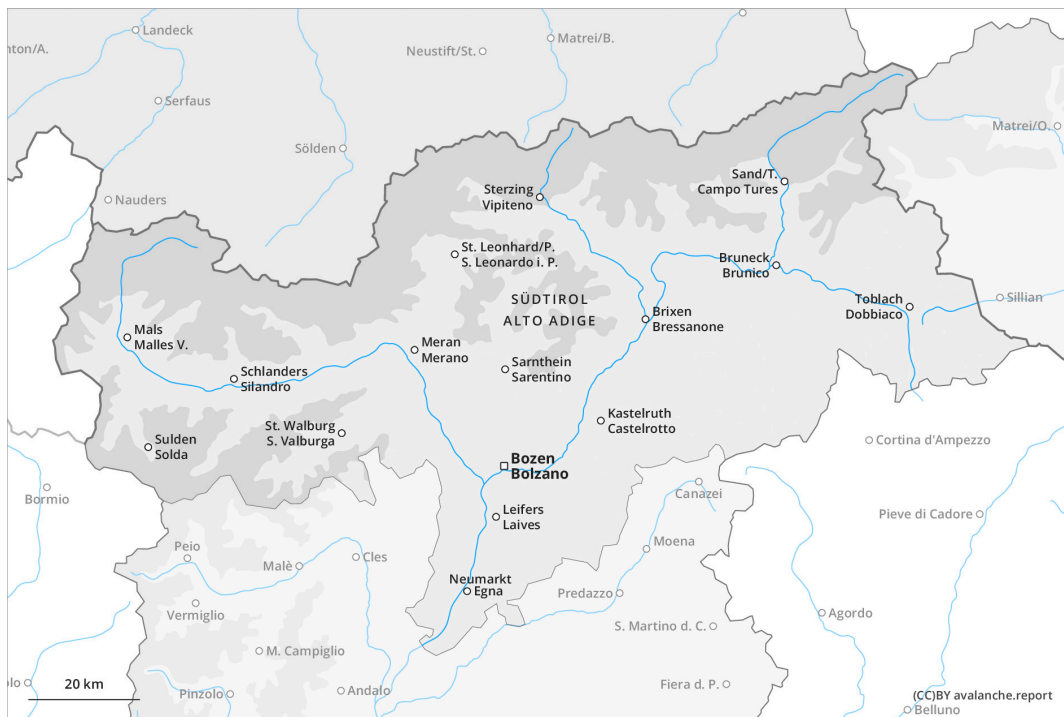 Landeck
nton/A.
Neustift/St.
Matrei/B.
Serfaus
Matrei/O.
Sölden
Sand/T.
Campo Tures
Sterzing
Vipiteno
Nauders
St. Leonhard/P.
S. Leonardo i. P.
Bruneck
Brunico
SÜDTIROL
ALTO ADIGE
Toblach
Dobbiaco
Sillian
Brixen
Bressanone
Mals
Malles V.
Meran
Merano
Sarnthein
Sarentino
Schlanders
Silandro
Kastelruth
Castelrotto
St. Walburg
S. Valburga
Sulden
Solda
Cortina d'Ampezzo
Bozen
Bolzano
Bormio
Canazei
Leifers
Laives
Pieve di Cadore
Peio
Moena
Cles
Malè
Neumarkt
Egna
Predazzo
Vermiglio
Agordo
S. Martino d. C.
M. Campiglio
olo
20 km
Pinzolo
Andalo
Fiera d. P.
(CC)BY avalanche.report
Belluno